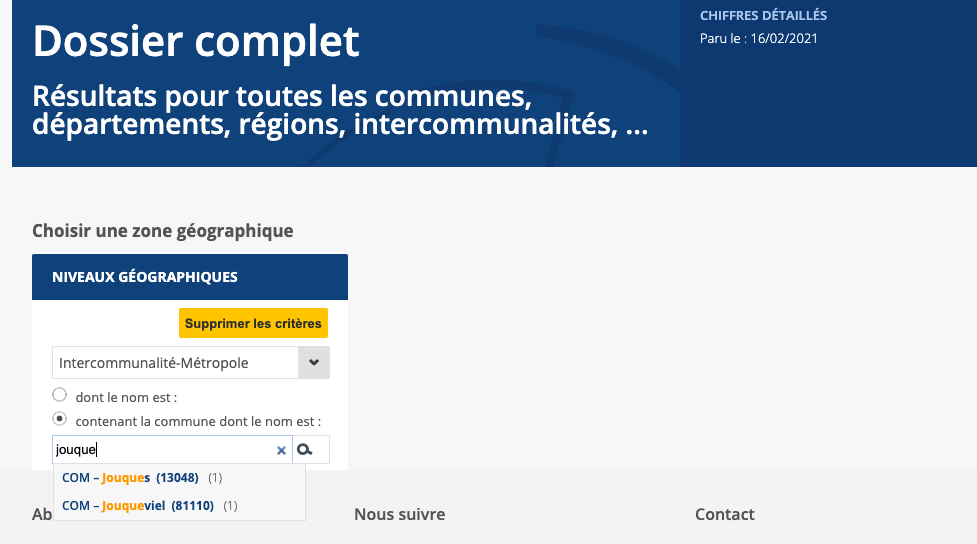 Dossier complet
Résultats pour toutes les communes,
départements, régions, intercommunalités, ...
CHIFFRES DÉTAILLÉS
Paru le : 16/02/2021
Choisir une zone géographique
NIVEAUX GÉOGRAPHIQUES
Supprimer les critères
Intercommunalité-Métropole
dont le nom est :
contenant la commune dont le nom est :
jouque
COM – Jouques (13048) (1)
COM – Jouqueviel (81110) (1)
Ab
Nous suivre
Contact